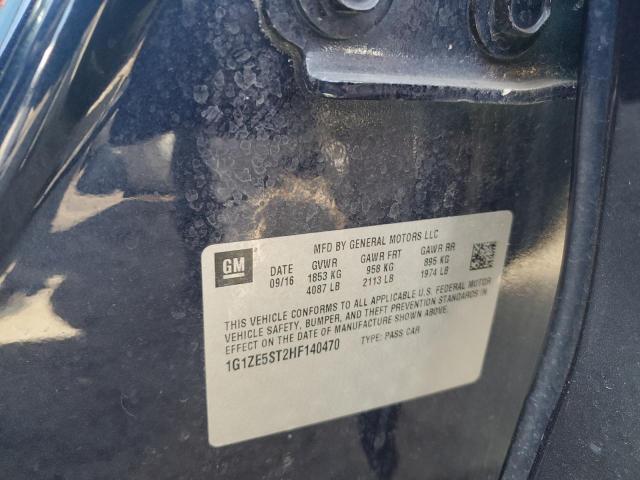 MFD BY GENERAL MOTORS LLC
GM DATE GVWR GAWR FRT GAWR RR
09/16 1853 KG 958 KG 895 KG
4087 LB 2113 LB 1974 LB
THIS VEHICLE CONFORMS TO ALL APPLICABLE U.S. FEDERAL MOTOR
VEHICLE SAFETY, BUMPER, AND THEFT PREVENTION STANDARDS IN
EFFECT ON THE DATE OF MANUFACTURE SHOWN ABOVE.
1G1ZE5ST2HF140470 TYPE: PASS CAR